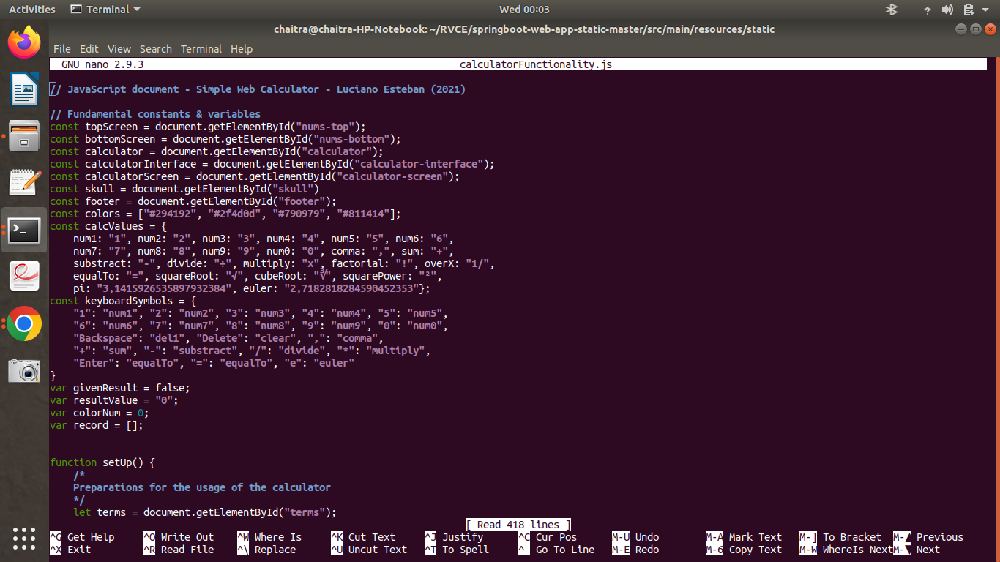 Activities Terminal Wed 00:03 ?
chaitra@chaitra-HP-Notebook: ~/RVCE/springboot-web-app-static-master/src/main/resources/static
File Edit View Search Terminal Help
GNU nano 2.9.3 calculatorFunctionality.js
// JavaScript document - Simple Web Calculator - Luciano Esteban (2021)
// Fundamental constants & variables
const topScreen = document.getElementById("nums-top");
const bottomScreen = document.getElementById("nums-bottom");
const calculator = document.getElementById("calculator");
const calculatorInterface = document.getElementById("calculator-interface");
const calculatorScreen = document.getElementById("calculator-screen");
const skull = document.getElementById("skull")
const footer = document.getElementById("footer");
const colors = ["#294192", "#2f4d0d", "#790979", "#811414"];
const calcValues = {
    num1: "1", num2: "2", num3: "3", num4: "4", num5: "5", num6: "6",
    num7: "7", num8: "8", num9: "9", num0: "0", comma: ",", sum: "+",
    substract: "-", divide: "÷", multiply: "x", factorial: "!", overX: "1/",
    equalTo: "=", squareRoot: "√", cubeRoot: "∛", squarePower: "²",
    pi: "3,1415926535897932384", euler: "2,7182818284590452353"};
const keyboardSymbols = {
    "1": "num1", "2": "num2", "3": "num3", "4": "num4", "5": "num5",
    "6": "num6", "7": "num7", "8": "num8", "9": "num9", "0": "num0",
    "Backspace": "del1", "Delete": "clear", ",": "comma",
    "+": "sum", "-": "substract", "/": "divide", "*": "multiply",
    "Enter": "equalTo", "=": "equalTo", "e": "euler"
}
var givenResult = false;
var resultValue = "0";
var colorNum = 0;
var record = [];
function setUp() {
    /*
    Preparations for the usage of the calculator
    */
    let terms = document.getElementById("terms");
[ Read 418 lines ]
^G Get Help ^O Write Out ^W Where Is ^K Cut Text ^J Justify ^C Cur Pos M-U Undo M-A Mark Text M-] To Bracket M-▲ Previous
^X Exit ^R Read File ^\ Replace ^U Uncut Text ^T To Spell ^_ Go To Line M-E Redo M-6 Copy Text M-W WhereIs Next M-▼ Next